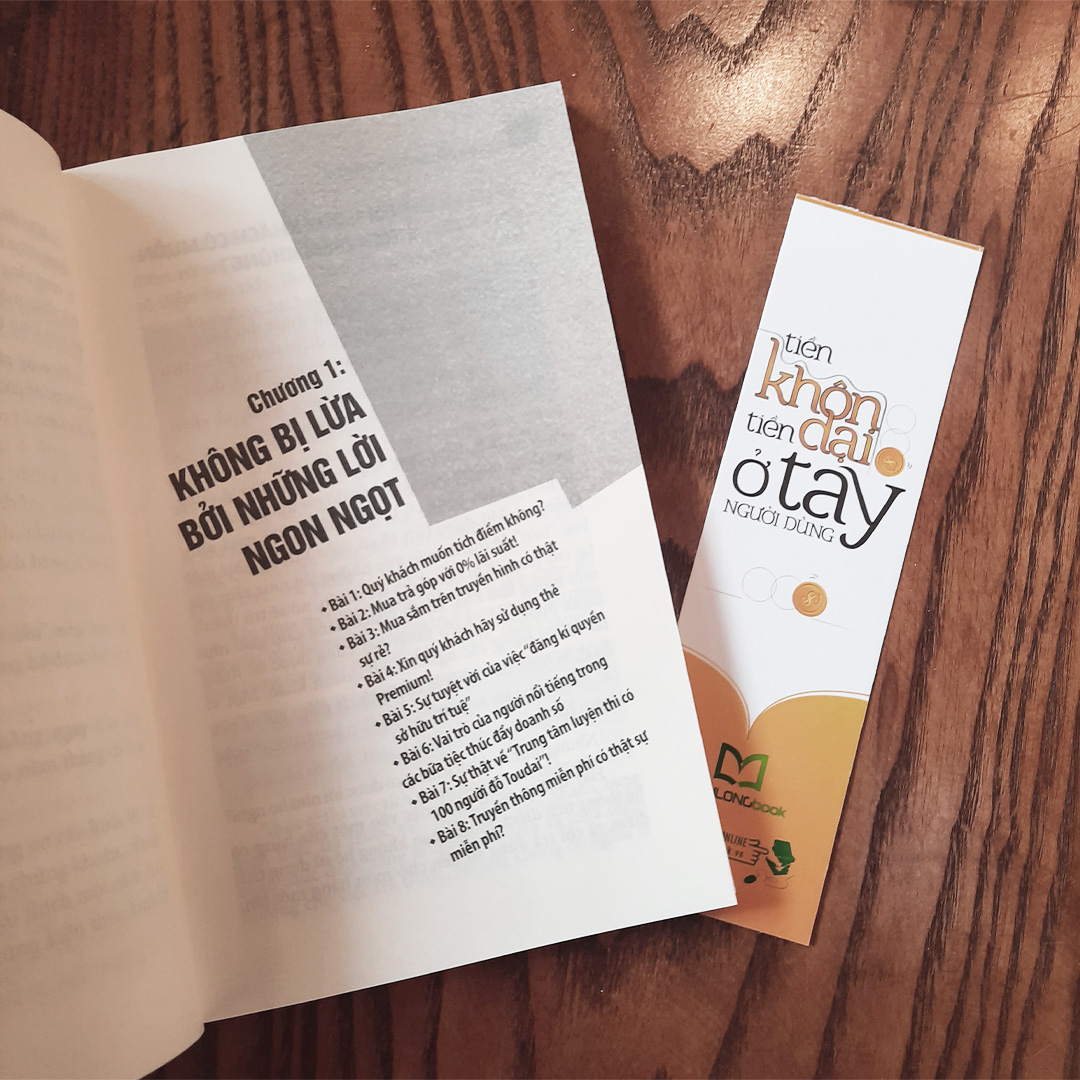 Chương 1:
KHÔNG BỊ LỪA
BỞI NHỮNG LỜI
NGON NGỌT
• Bài 1: Quý khách muốn tích điểm không?
• Bài 2: Mua trả góp với 0% lãi suất!
• Bài 3: Mua sắm trên truyền hình có thật
sự rẻ?
• Bài 4: Xin quý khách hãy sử dụng thẻ
Premium!
• Bài 5: Sự tuyệt vời của việc "đăng kí quyền
sở hữu trí tuệ"
• Bài 6: Vai trò của người nổi tiếng trong
các bữa tiệc thúc đẩy doanh số
• Bài 7: Sự thật về "Trung tâm luyện thi có
100 người đỗ Toudai"!
• Bài 8: Truyền thông miễn phí có thật sự
miễn phí?
tiền
khôn
tiền dại
ở tay
NGƯỜI DÙNG
LONGbook
NLINE